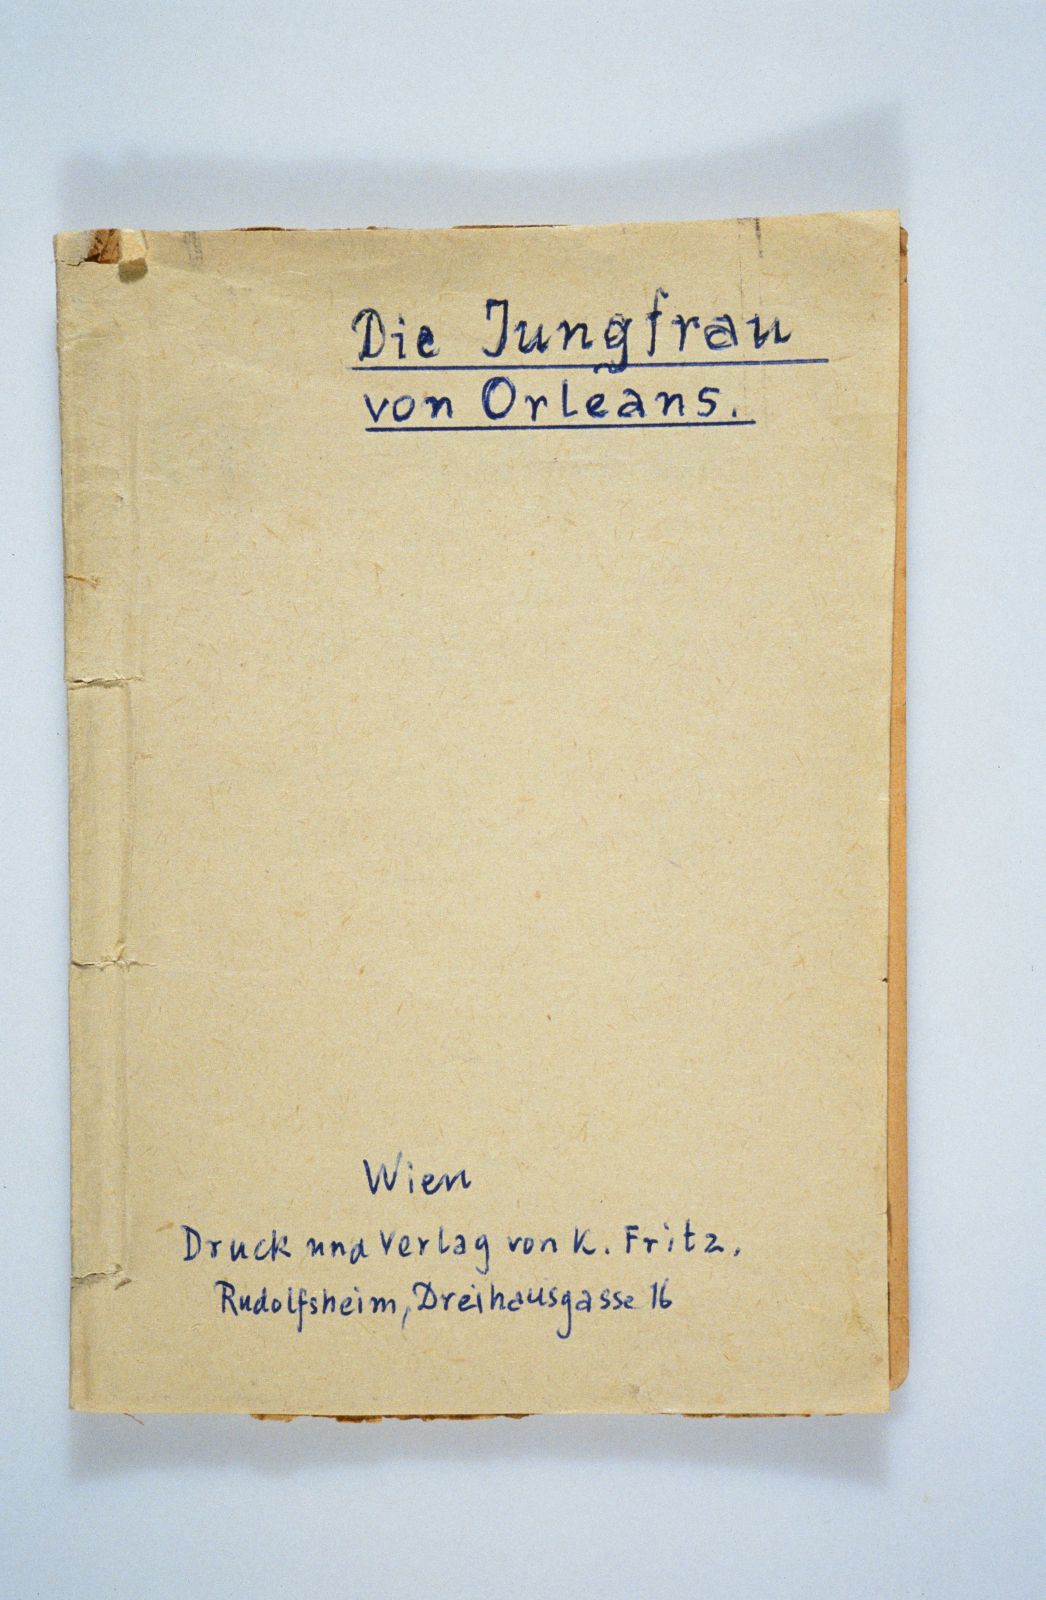 Die Jungfrau
von Orleans.
Wien
Druck und Verlag von K. Fritz.
Rudolfsheim, Dreihausgasse 16